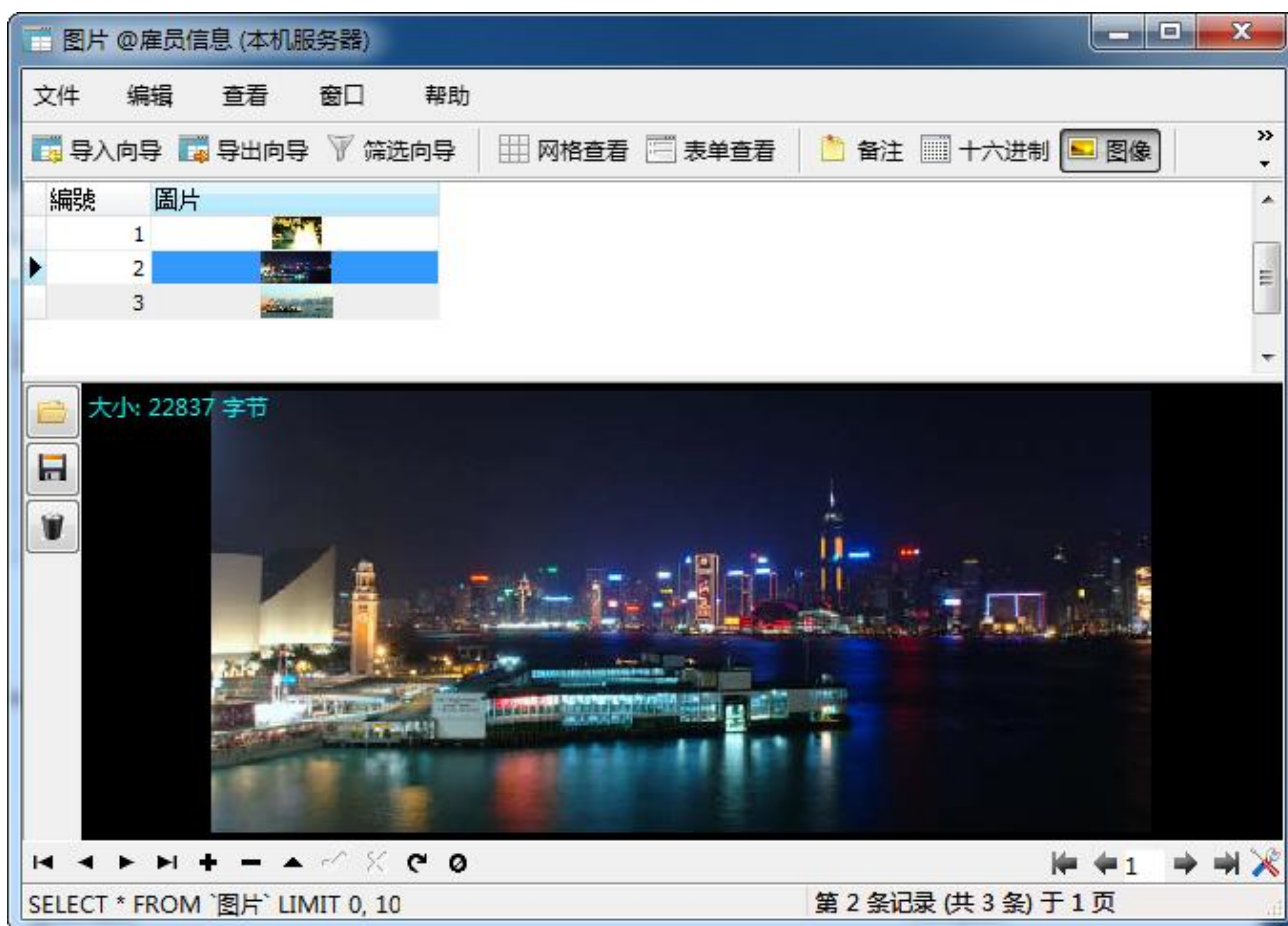 图片 @雇员信息 (本机服务器)
文件 编辑 查看 窗口 帮助
导入向导 导出向导 筛选向导 网格查看 表单查看 备注 十六进制 图像
編號 圖片
1
2
3
大小: 22837 字节
1
SELECT * FROM `图片` LIMIT 0, 10 第 2 条记录 (共 3 条) 于 1 页